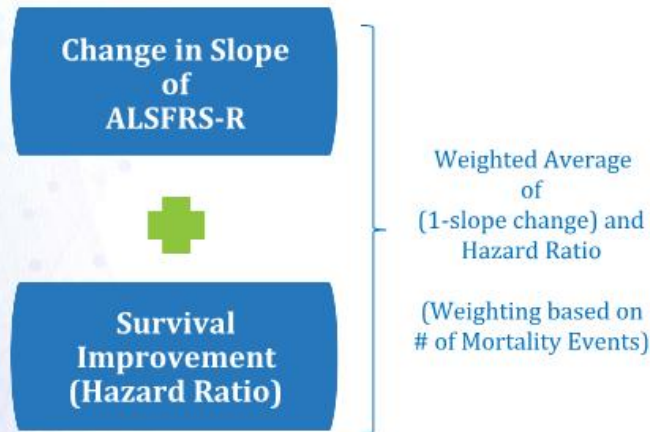 Change in Slope
of
ALSFRS-R
Survival
Improvement
(Hazard Ratio)
Weighted Average
of
(1-slope change) and
Hazard Ratio
(Weighting based on
# of Mortality Events)